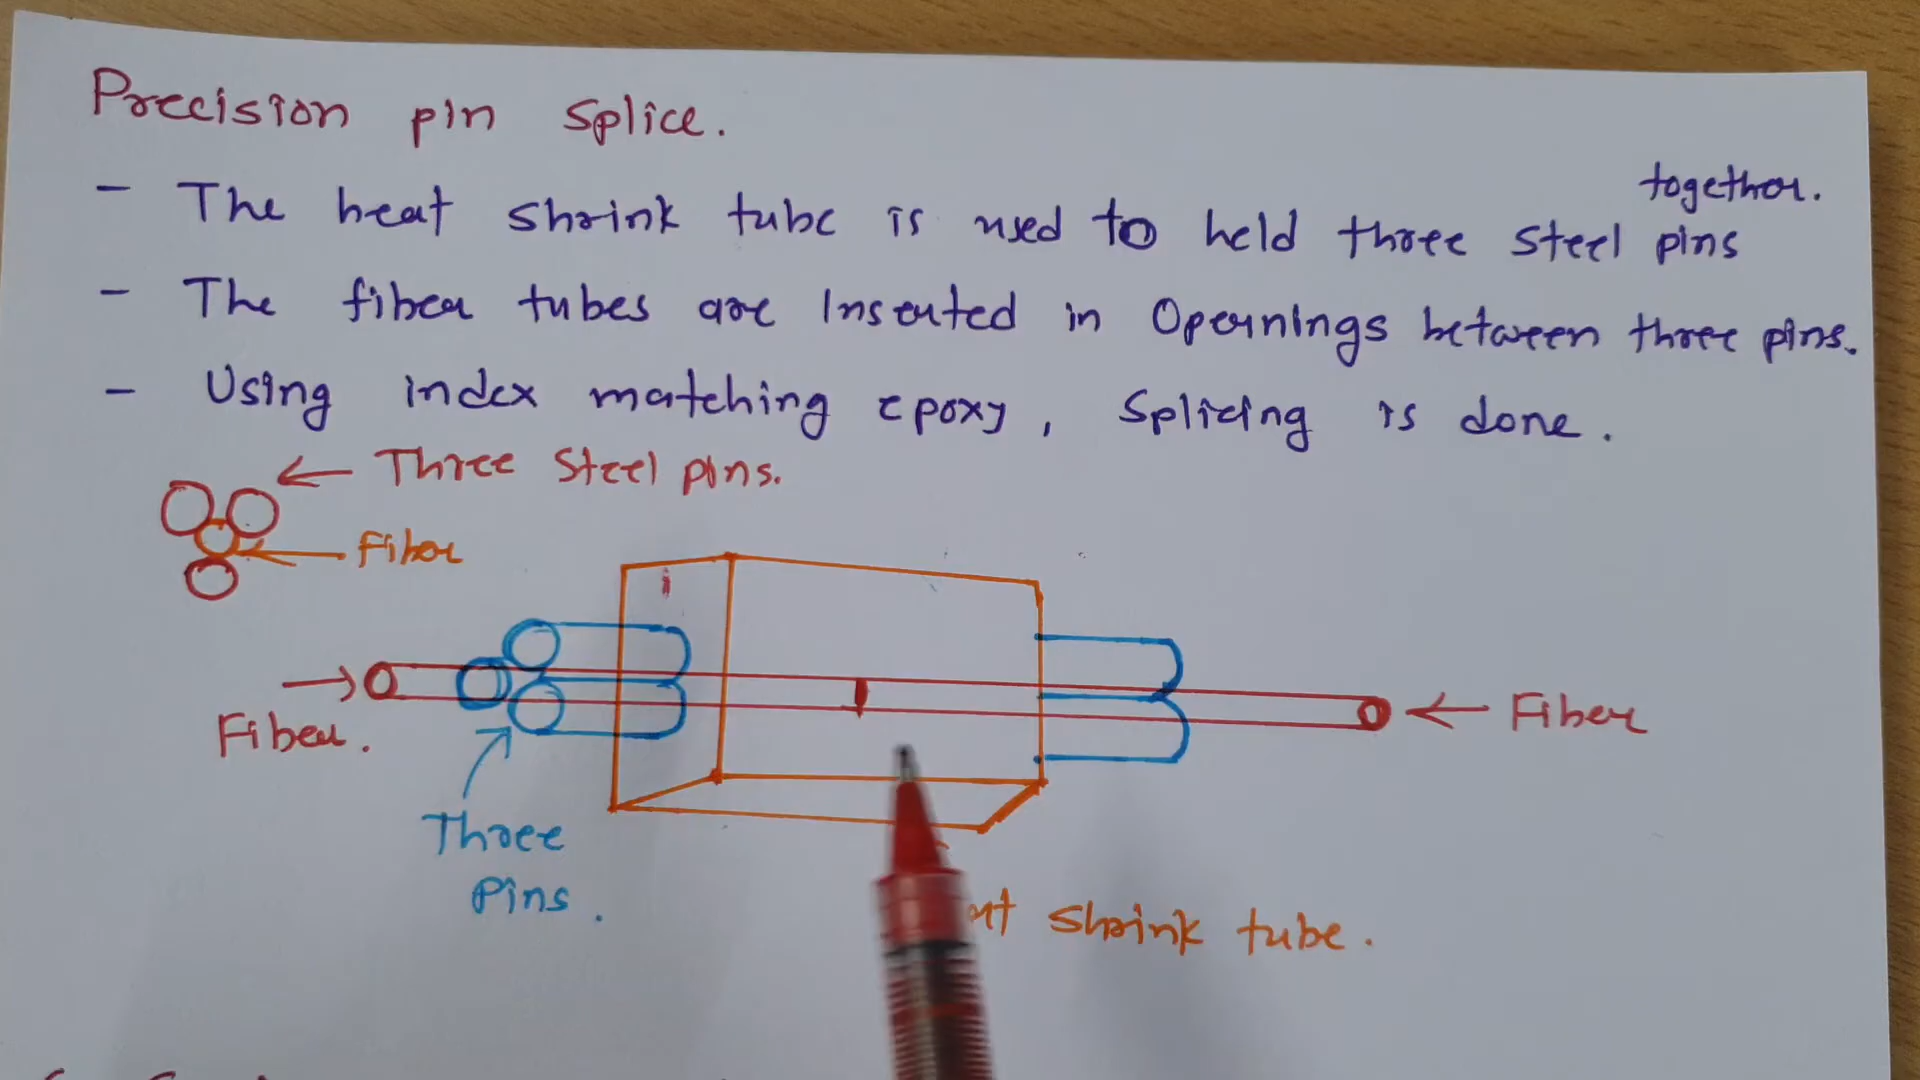 Precision pin splice.
together.
- The heat shrink tube is used to held three steel pins
- The fiber tubes are Inserted in Openings between three pins.
- Using index matching epoxy, Splicing is done.
Three Steel pins.
Fiber
Fiber.
Fiber
Three
Pins.
shrink tube.